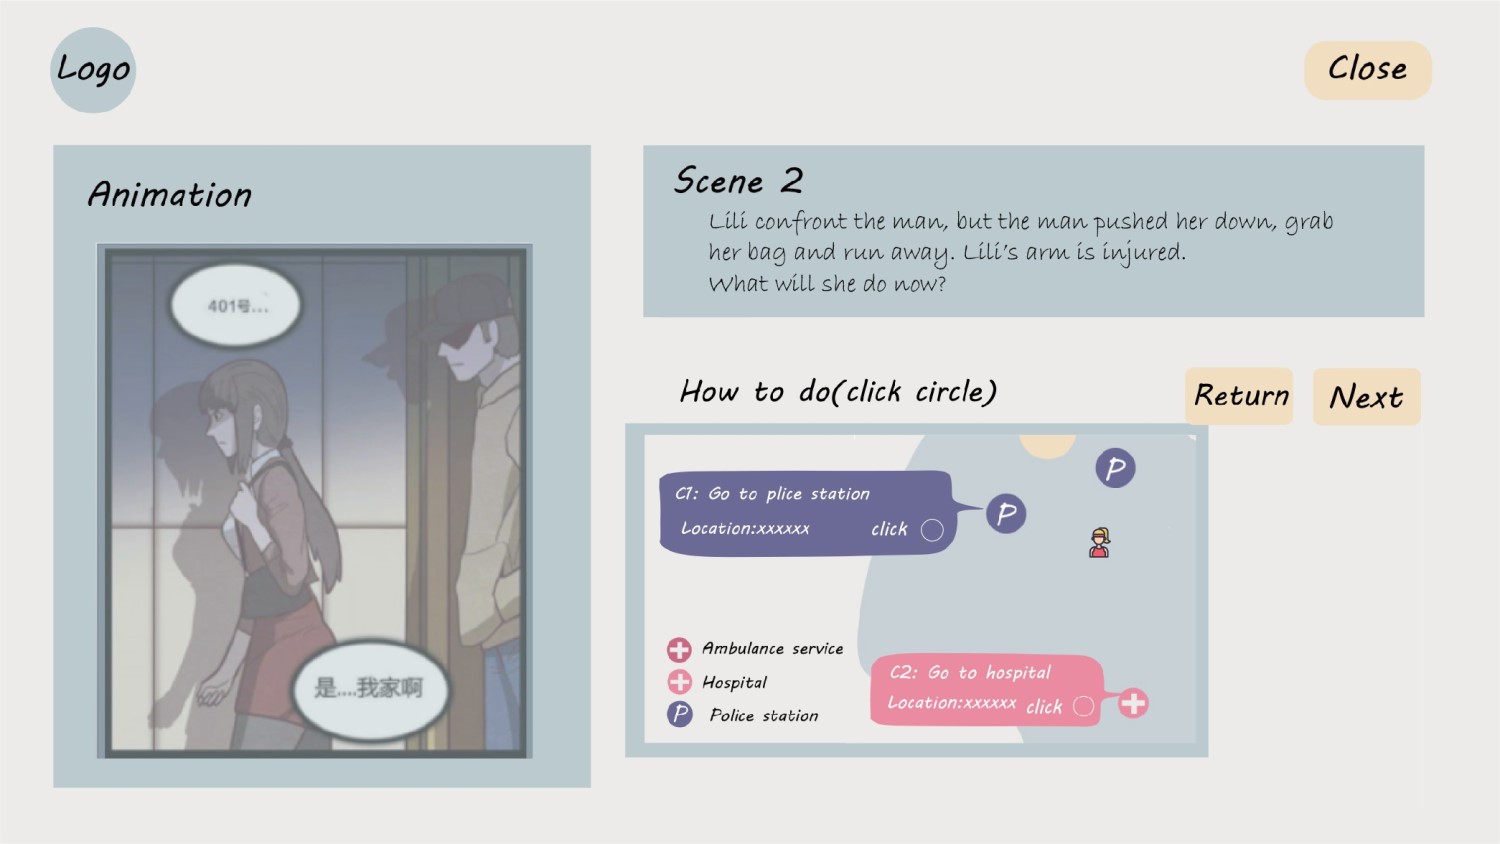 Logo
Close
Animation
401号...
是....我家啊
Scene 2
Lili confront the man, but the man pushed her down, grab
her bag and run away. Lili's arm is injured.
What will she do now?
How to do(click circle)
Return
Next
C1: Go to plice station
Location:xxxxxx click
P
P
Ambulance service
Hospital
P Police station
C2: Go to hospital
Location:xxxxxx click